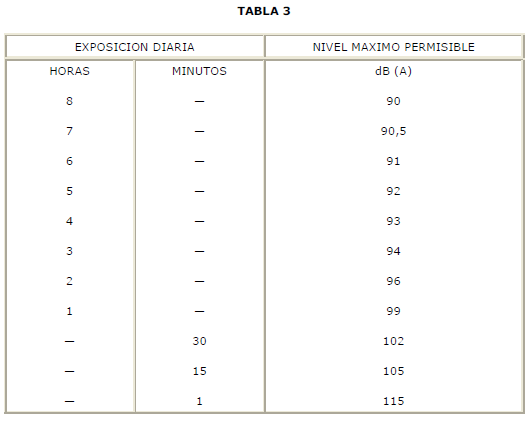 TABLA 3
EXPOSICION DIARIA NIVEL MAXIMO PERMISIBLE
HORAS MINUTOS dB (A)
8 — 90
7 — 90,5
6 — 91
5 — 92
4 — 93
3 — 94
2 — 96
1 — 99
— 30 102
— 15 105
— 1 115